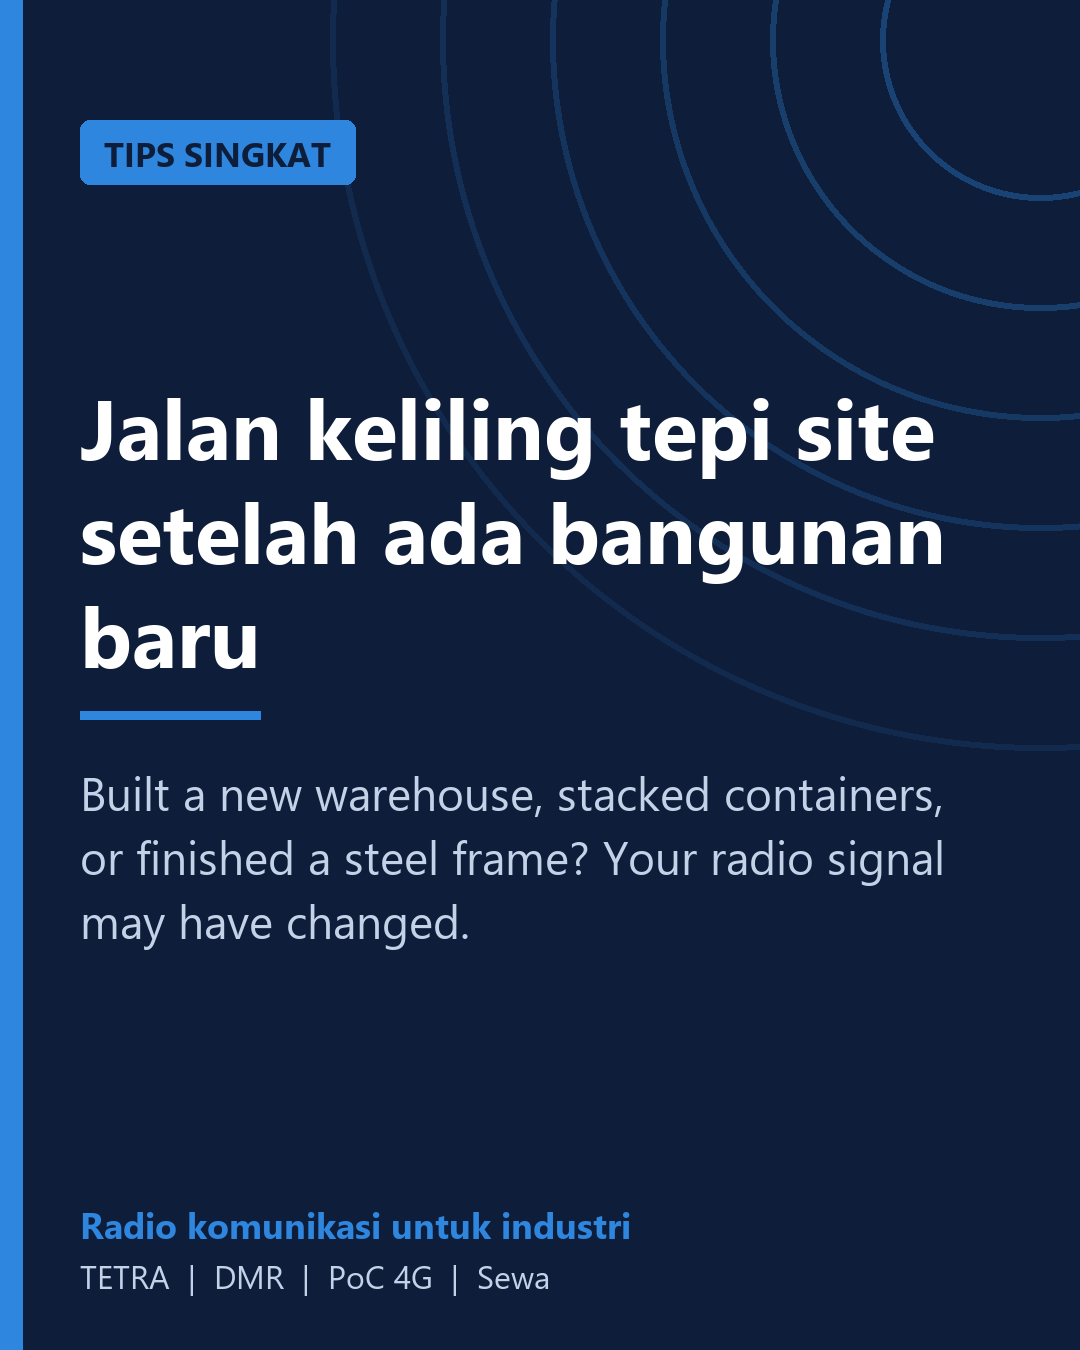 TIPS SINGKAT
Jalan keliling tepi site
setelah ada bangunan
baru
Built a new warehouse, stacked containers,
or finished a steel frame? Your radio signal
may have changed.
Radio komunikasi untuk industri
TETRA | DMR | PoC 4G | Sewa